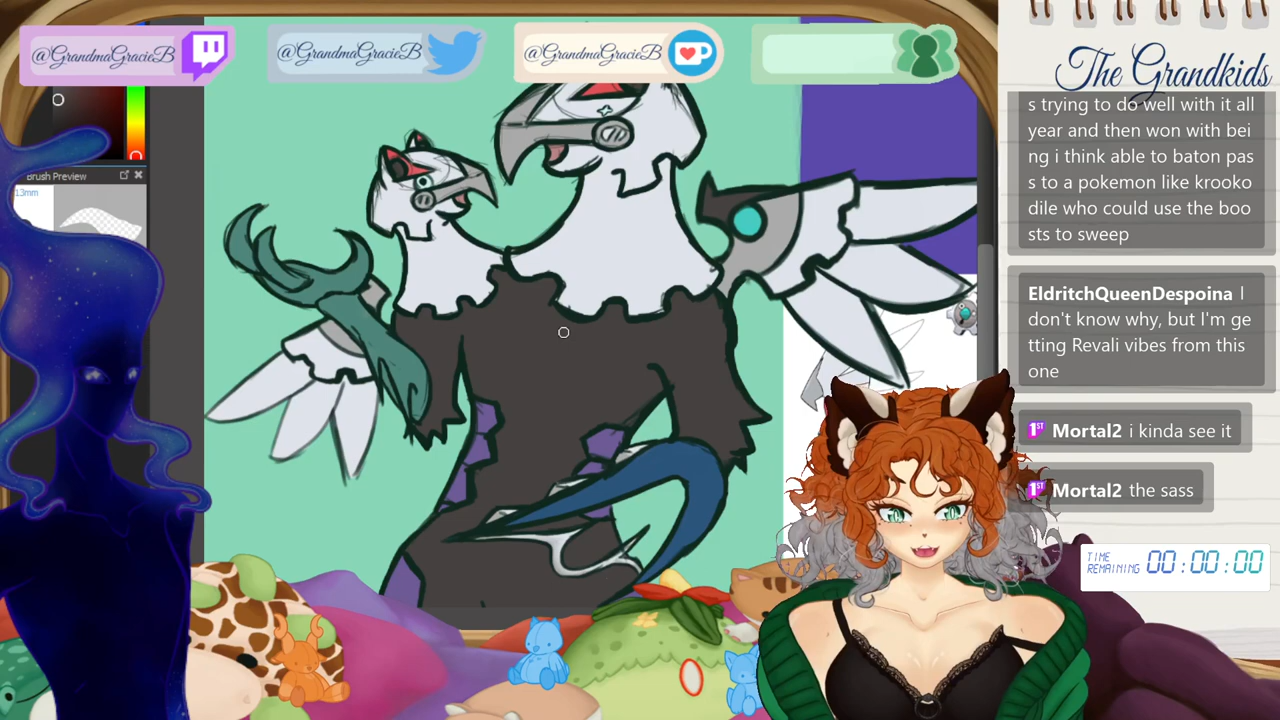 @GrandmaGracieB
@GrandmaGracieB
@GrandmaGracieB
The Grandkids
Brush Preview
13mm
s trying to do well with it all
year and then won with bei
ng i think able to baton pas
s to a pokemon like krooko
dile who could use the boo
sts to sweep
EldritchQueenDespoina I
don't know why, but I'm ge
tting Revali vibes from this
one
1ST Mortal2 i kinda see it
1ST Mortal2 the sass
TIME
REMAINING 00:00:00